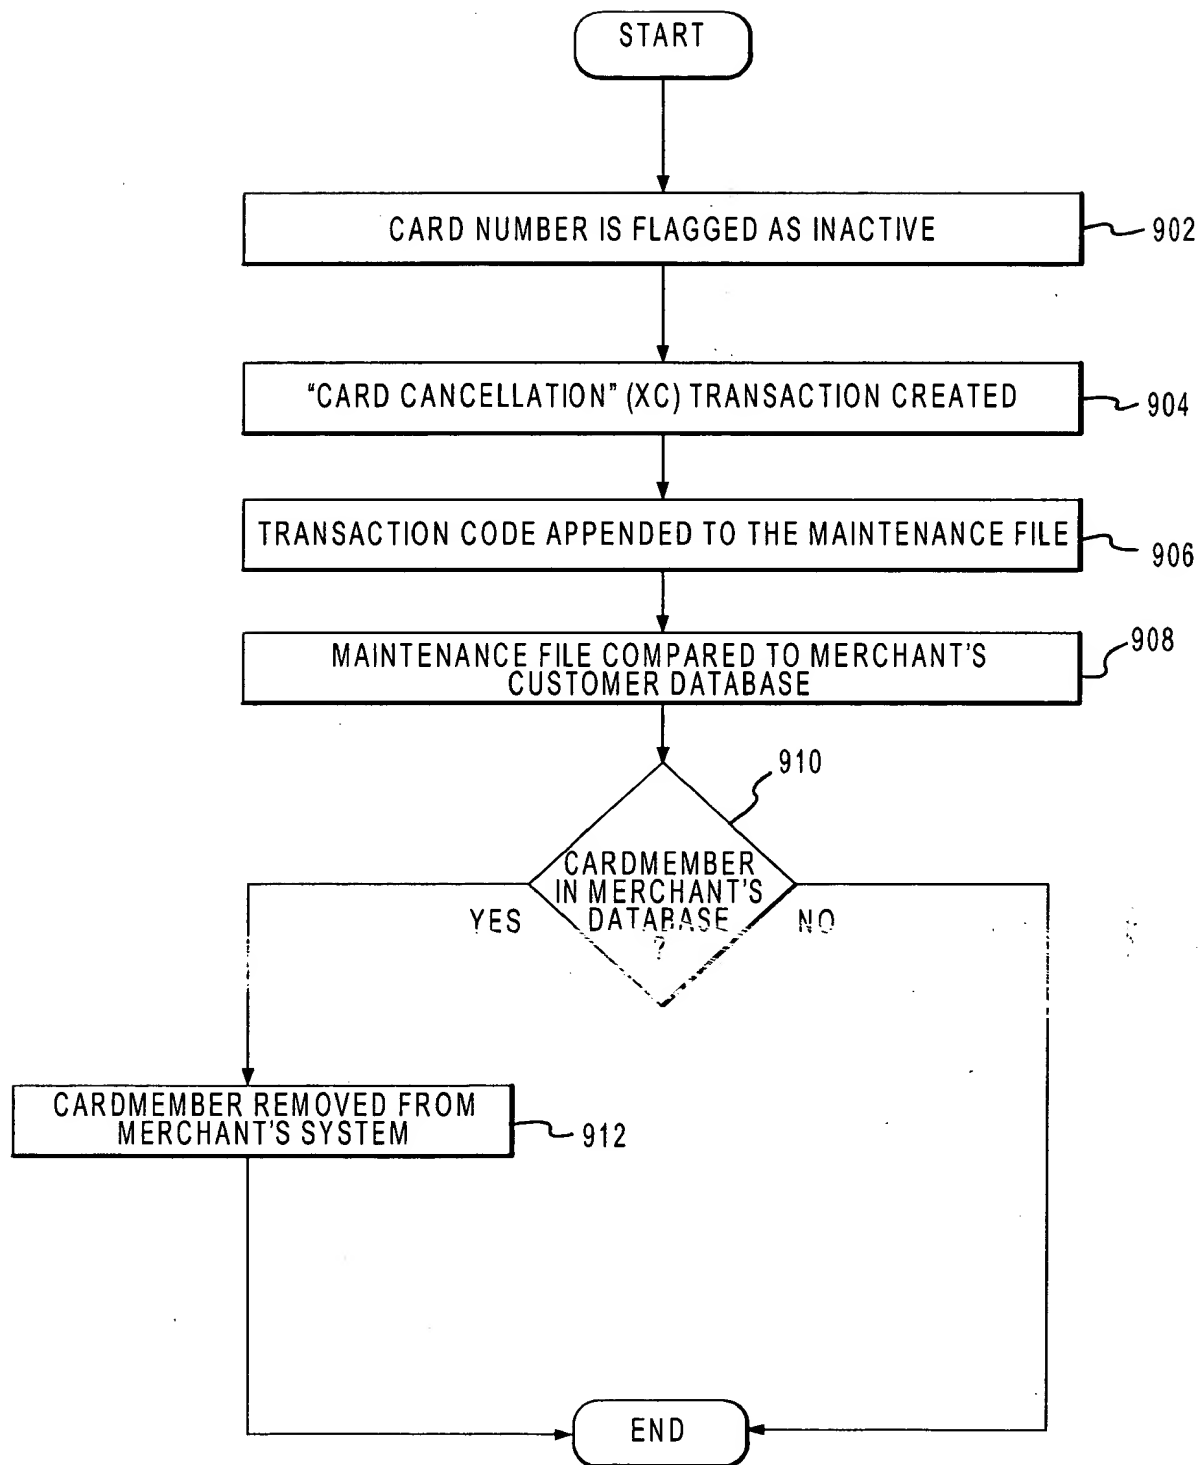 START
CARD NUMBER IS FLAGGED AS INACTIVE
902
“CARD CANCELLATION” (XC) TRANSACTION CREATED
904
TRANSACTION CODE APPENDED TO THE MAINTENANCE FILE
906
MAINTENANCE FILE COMPARED TO MERCHANT'S
CUSTOMER DATABASE
908
910
CARDMEMBER
IN MERCHANT'S
DATABASE
?
YES
NO
CARDMEMBER REMOVED FROM
MERCHANT'S SYSTEM
912
END